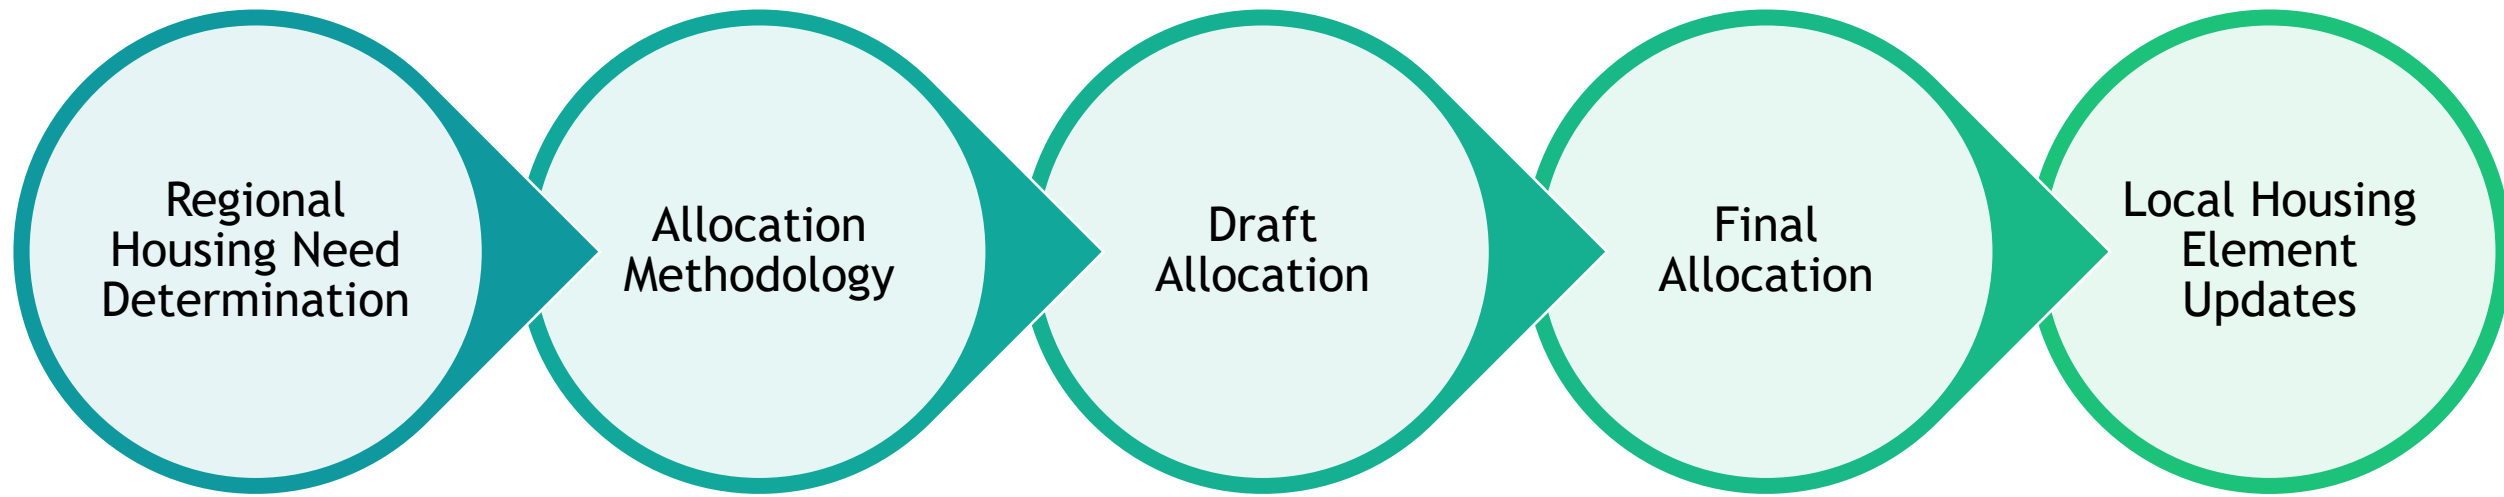 Regional
Housing Need
Determination
Allocation
Methodology
Draft
Allocation
Final
Allocation
Local Housing
Element
Updates